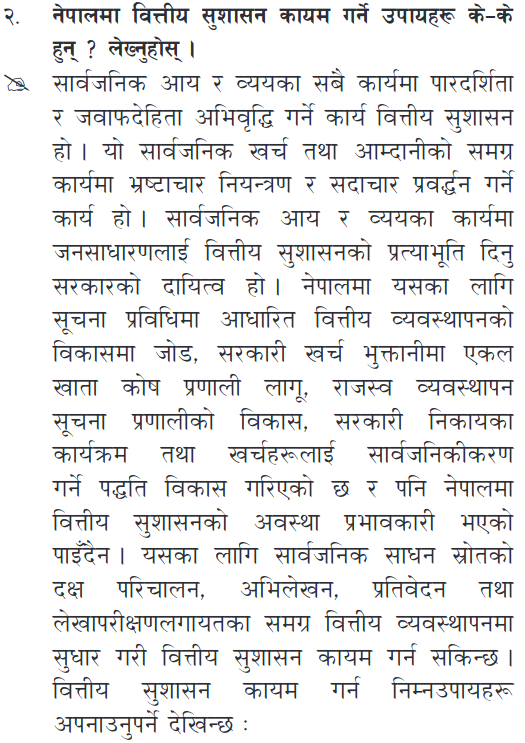 २. नेपालमा वित्तीय सुशासन कायम गर्ने उपायहरू के–के
हुन् ? लेख्नुहोस् ।
सार्वजनिक आय र व्ययका सबै कार्यमा पारदर्शिता
र जवाफदेहिता अभिवृद्धि गर्ने कार्य वित्तीय सुशासन
हो । यो सार्वजनिक खर्च तथा आम्दानीको समग्र
कार्यमा भ्रष्टाचार नियन्त्रण र सदाचार प्रवर्द्धन गर्ने
कार्य हो । सार्वजनिक आय र व्ययका कार्यमा
जनसाधारणलाई वित्तीय सुशासनको प्रत्याभूति दिनु
सरकारको दायित्व हो । नेपालमा यसका लागि
सूचना प्रविधिमा आधारित वित्तीय व्यवस्थापनको
विकासमा जोड, सरकारी खर्च भुक्तानीमा एकल
खाता कोष प्रणाली लागू, राजस्व व्यवस्थापन
सूचना प्रणालीको विकास, सरकारी निकायका
कार्यक्रम तथा खर्चहरूलाई सार्वजनिकीकरण
गर्ने पद्धति विकास गरिएको छ र पनि नेपालमा
वित्तीय सुशासनको अवस्था प्रभावकारी भएको
पाइँदैन । यसका लागि सार्वजनिक साधन स्रोतको
दक्ष परिचालन, अभिलेखन, प्रतिवेदन तथा
लेखापरीक्षणलगायतका समग्र वित्तीय व्यवस्थापनमा
सुधार गरी वित्तीय सुशासन कायम गर्न सकिन्छ ।
वित्तीय सुशासन कायम गर्न निम्नउपायहरू
अपनाउनुपर्ने देखिन्छ :